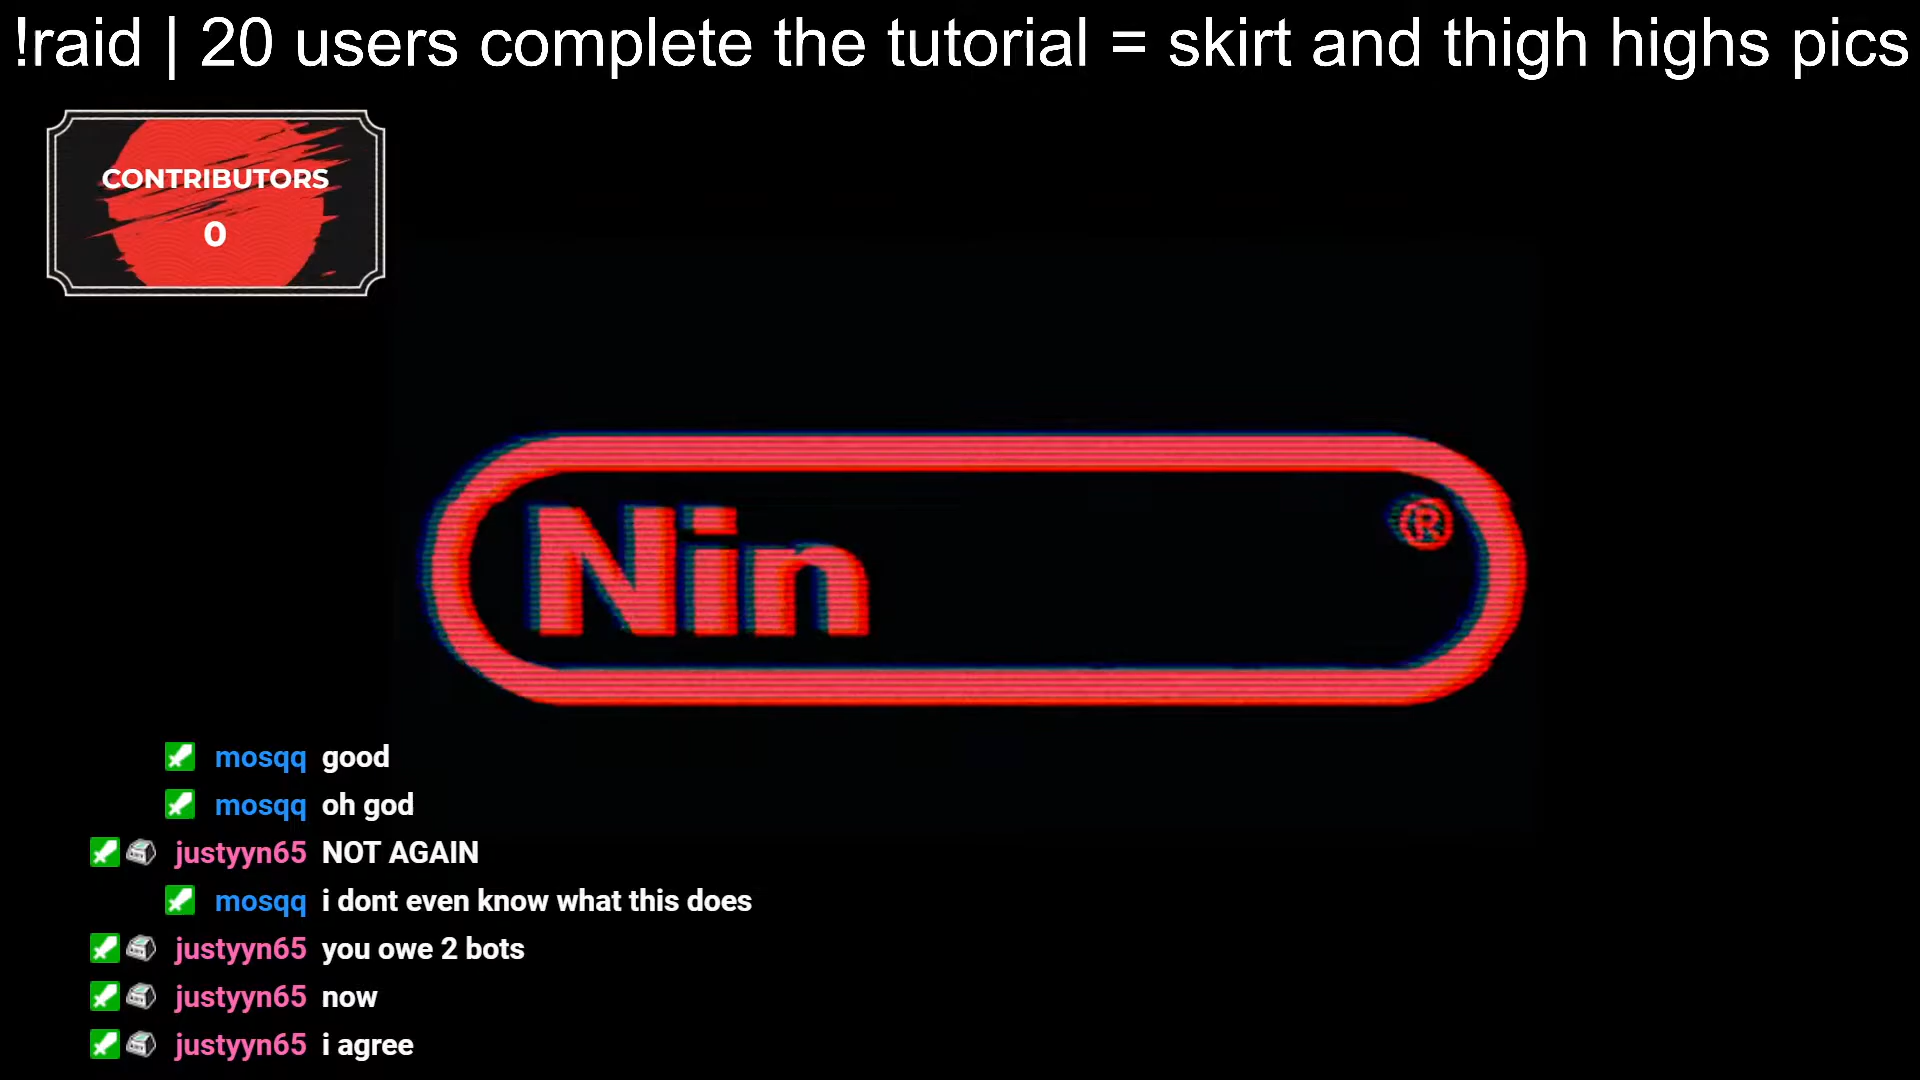 !raid | 20 users complete the tutorial = skirt and thigh highs pics
CONTRIBUTORS
0
Nin ®
mosqq good
mosqq oh god
justyyn65 NOT AGAIN
mosqq i dont even know what this does
justyyn65 you owe 2 bots
justyyn65 now
justyyn65 i agree